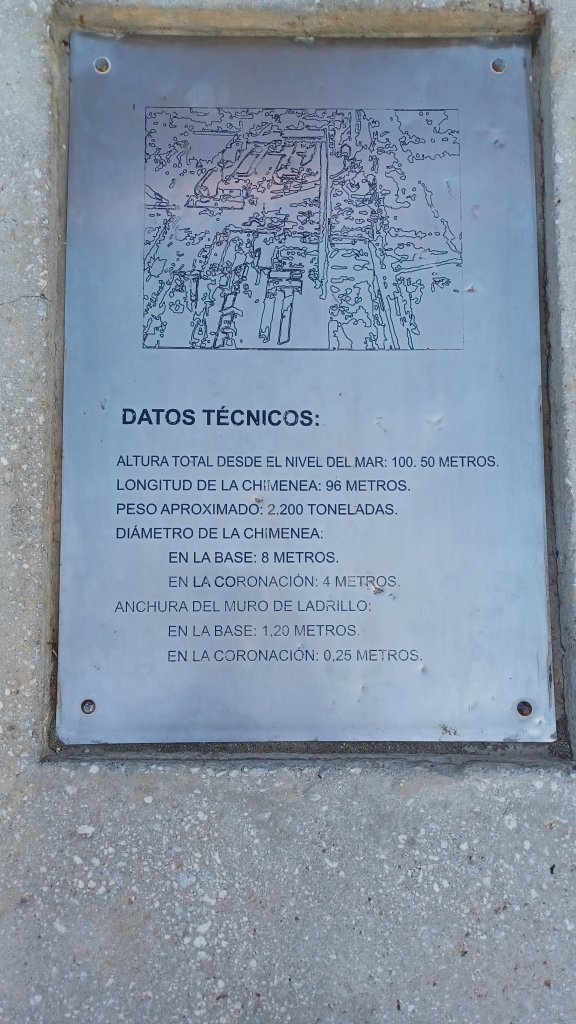 DATOS TÉCNICOS:
ALTURA TOTAL DESDE EL NIVEL DEL MAR: 100. 50 METROS.
LONGITUD DE LA CHIMENEA: 96 METROS.
PESO APROXIMADO: 2.200 TONELADAS.
DIÁMETRO DE LA CHIMENEA:
EN LA BASE: 8 METROS.
EN LA CORONACIÓN: 4 METROS.
ANCHURA DEL MURO DE LADRILLO:
EN LA BASE: 1,20 METROS.
EN LA CORONACIÓN: 0,25 METROS.